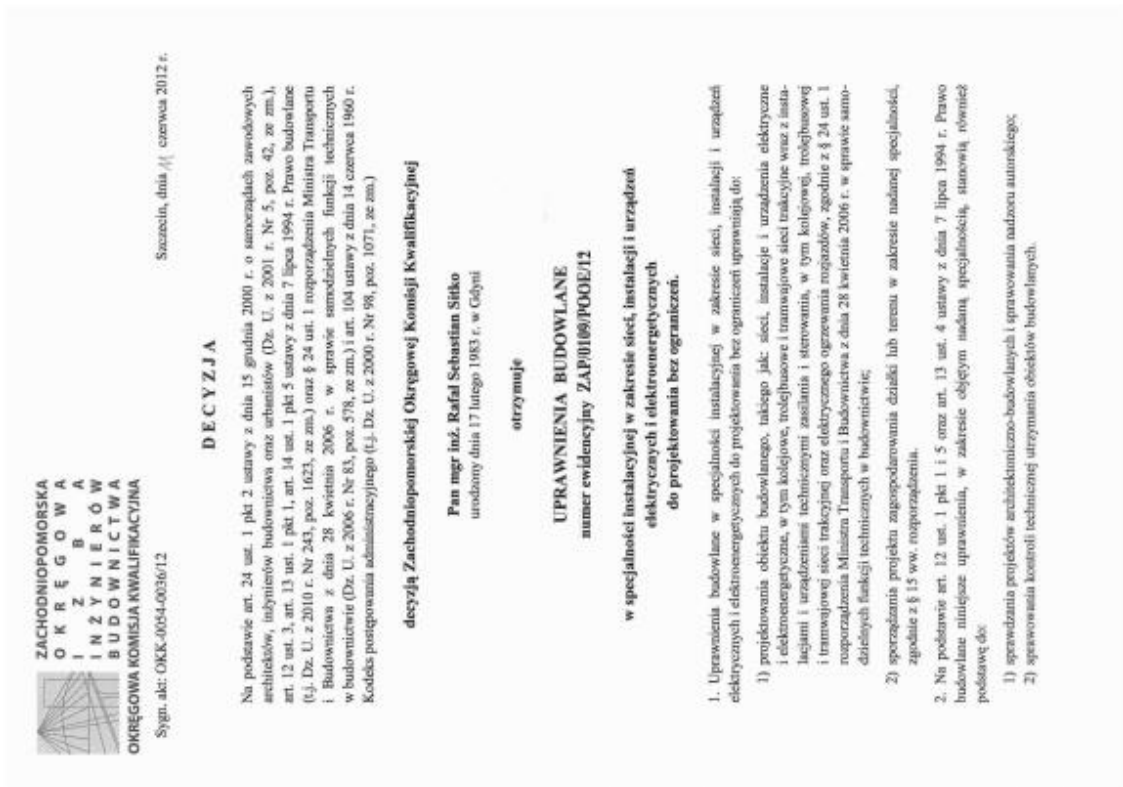 ZACHODNIOPOMORSKA
OKRĘGOWA
IZBA
INŻYNIERÓW
BUDOWNICTWA
OKRĘGOWA KOMISJA KWALIFIKACYJNA
Sygn. akt: OKK-0054-0036/12
Szczecin, dnia 11 czerwca 2012 r.
DECYZJA
Na podstawie art. 24 ust. 1 pkt 2 ustawy z dnia 15 grudnia 2000 r. o samorządach zawodowych
architektów, inżynierów budownictwa oraz urbanistów (Dz. U. z 2001 r. Nr 5, poz. 42, ze zm.),
art. 12 ust. 3, art. 13 ust. 1 pkt 1, art. 14 ust. 1 pkt 5 ustawy z dnia 7 lipca 1994 r. Prawo budowlane
(t.j. Dz. U. z 2010 r. Nr 243, poz. 1623, ze zm.) oraz § 24 ust. 1 rozporządzenia Ministra Transportu
i Budownictwa z dnia 28 kwietnia 2006 r. w sprawie samodzielnych funkcji technicznych
w budownictwie (Dz. U. z 2006 r. Nr 83, poz. 578, ze zm.) i art. 104 ustawy z dnia 14 czerwca 1960 r.
Kodeks postępowania administracyjnego (t.j. Dz. U. z 2000 r. Nr 98, poz. 1071, ze zm.)
decyzją Zachodniopomorskiej Okręgowej Komisji Kwalifikacyjnej
Pan mgr inż. Rafał Sebastian Sitko
urodzony dnia 17 lutego 1983 r. w Gdyni
otrzymuje
UPRAWNIENIA BUDOWLANE
numer ewidencyjny ZAP/0109/POOE/12
w specjalności instalacyjnej w zakresie sieci, instalacji i urządzeń
elektrycznych i elektroenergetycznych
do projektowania bez ograniczeń.
1. Uprawnienia budowlane w specjalności instalacyjnej w zakresie sieci, instalacji i urządzeń
elektrycznych i elektroenergetycznych do projektowania bez ograniczeń uprawniają do:
1) projektowania obiektu budowlanego, takiego jak: sieci, instalacje i urządzenia elektryczne
i elektroenergetyczne, w tym kolejowe, trolejbusowe i tramwajowe sieci trakcyjne wraz z insta-
lacjami i urządzeniami technicznymi zasilania i sterowania, w tym kolejowej, trolejbusowej
i tramwajowej sieci trakcyjnej oraz elektrycznego ogrzewania rozjazdów, zgodnie z § 24 ust. 1
rozporządzenia Ministra Transportu i Budownictwa z dnia 28 kwietnia 2006 r. w sprawie samo-
dzielnych funkcji technicznych w budownictwie;
2) sporządzania projektu zagospodarowania działki lub terenu w zakresie nadanej specjalności,
zgodnie z § 15 ww. rozporządzenia.
2. Na podstawie art. 12 ust. 1 pkt 1 i 5 oraz art. 13 ust. 4 ustawy z dnia 7 lipca 1994 r. Prawo
budowlane niniejsze uprawnienia, w zakresie objętym nadaną specjalnością, stanowią również
podstawę do:
1) sprawdzania projektów architektoniczno-budowlanych i sprawowania nadzoru autorskiego;
2) sprawowania kontroli technicznej utrzymania obiektów budowlanych.